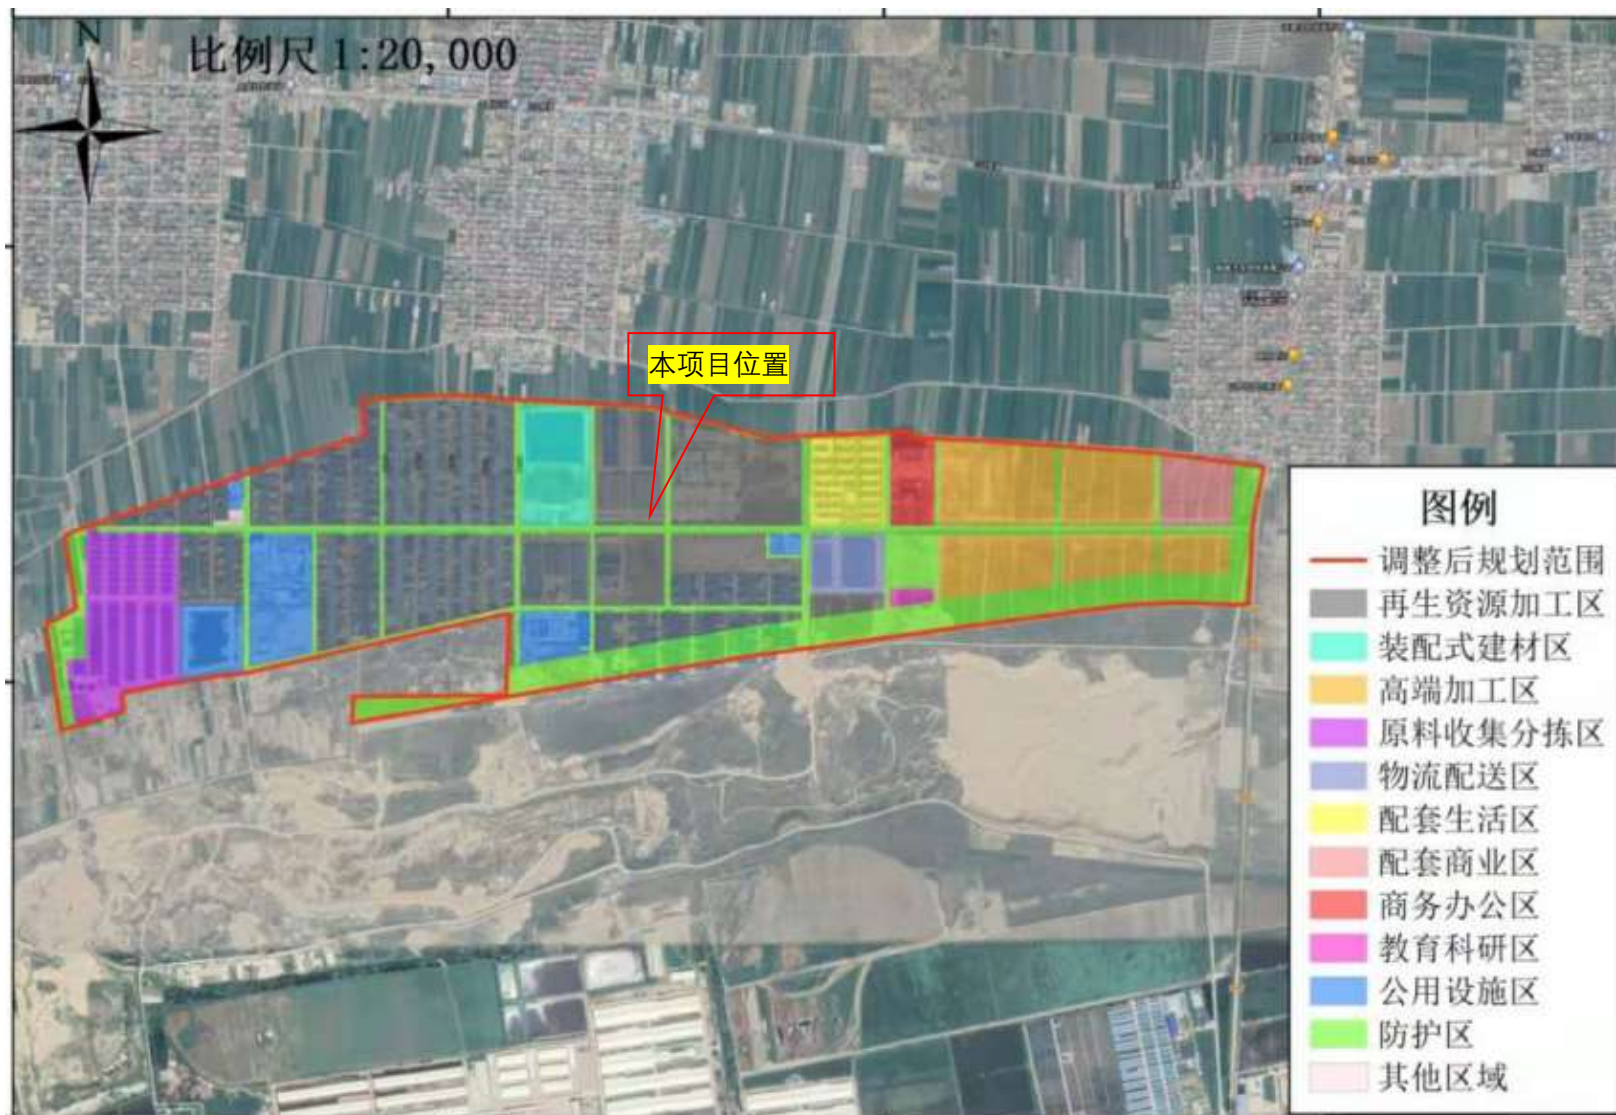 N
比例尺 1:20,000
本项目位置
图例
调整后规划范围
再生资源加工区
装配式建材区
高端加工区
原料收集分拣区
物流配送区
配套生活区
配套商业区
商务办公区
教育科研区
公用设施区
防护区
其他区域